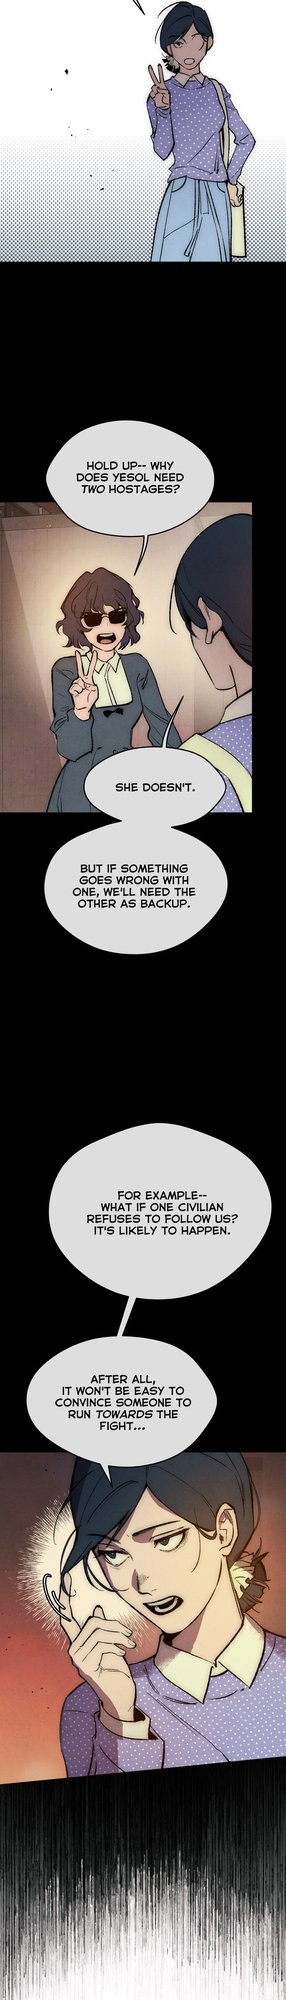 HOLD UP-- WHY
DOES YESOL NEED
TWO HOSTAGES?
SHE DOESN'T.
BUT IF SOMETHING
GOES WRONG WITH
ONE, WE'LL NEED THE
OTHER AS BACKUP.
FOR EXAMPLE--
WHAT IF ONE CIVILIAN
REFUSES TO FOLLOW US?
IT'S LIKELY TO HAPPEN.
AFTER ALL,
IT WON'T BE EASY TO
CONVINCE SOMEONE TO
RUN TOWARDS THE
FIGHT...